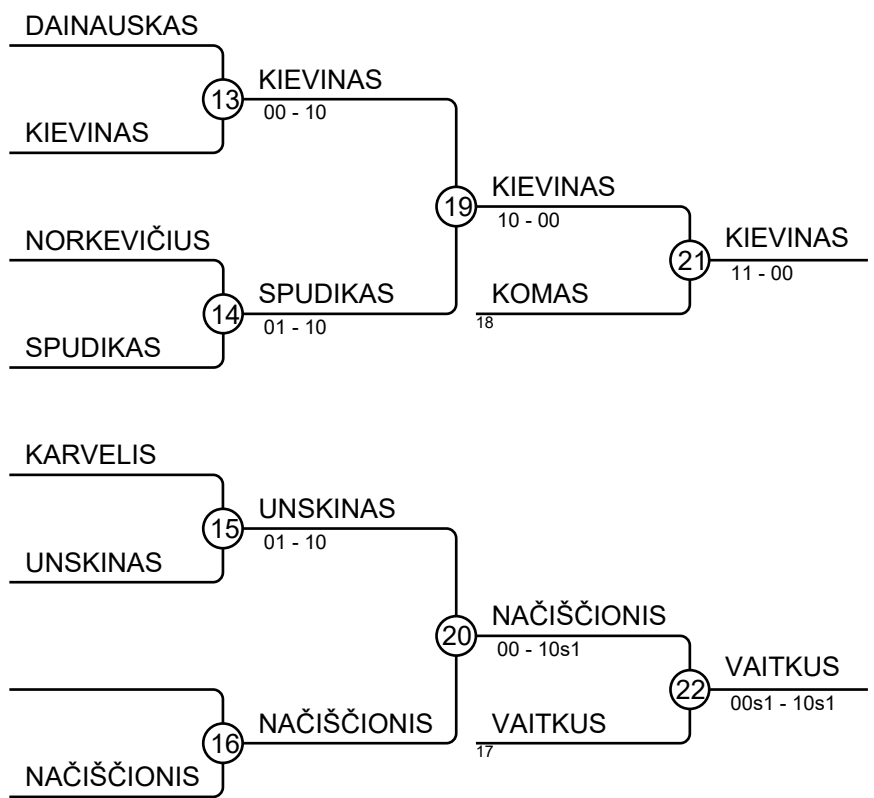 DAINAUSKAS
13
KIEVINAS
00 - 10
KIEVINAS
19
KIEVINAS
10 - 00
NORKEVIČIUS
21
KIEVINAS
11 - 00
14
SPUDIKAS
01 - 10
KOMAS
18
SPUDIKAS
KARVELIS
15
UNSKINAS
01 - 10
UNSKINAS
20
NAČIŠČIONIS
00 - 10s1
22
VAITKUS
00s1 - 10s1
16
NAČIŠČIONIS
VAITKUS
17
NAČIŠČIONIS